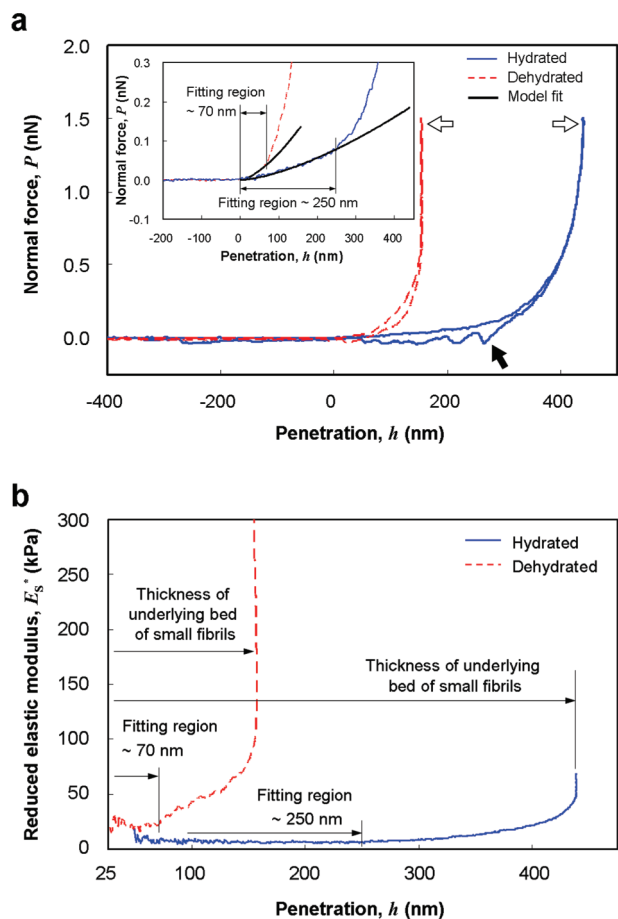 a
2.0
1.5
1.0
0.5
0.0
Normal force, P (nN)
-400
-200
0
200
400
Penetration, h (nm)
Hydrated
Dehydrated
Model fit
0.3
0.2
0.1
0.0
-0.1
Normal force, P (nN)
-200
-100
0
100
200
300
400
Penetration, h (nm)
Fitting region
~ 70 nm
Fitting region ~ 250 nm
b
300
250
200
150
100
50
0
Reduced elastic modulus, Es* (kPa)
25
100
200
300
400
Penetration, h (nm)
Hydrated
Dehydrated
Thickness of
underlying bed
of small fibrils
Thickness of underlying
bed of small fibrils
Fitting region
~ 70 nm
Fitting region
~ 250 nm